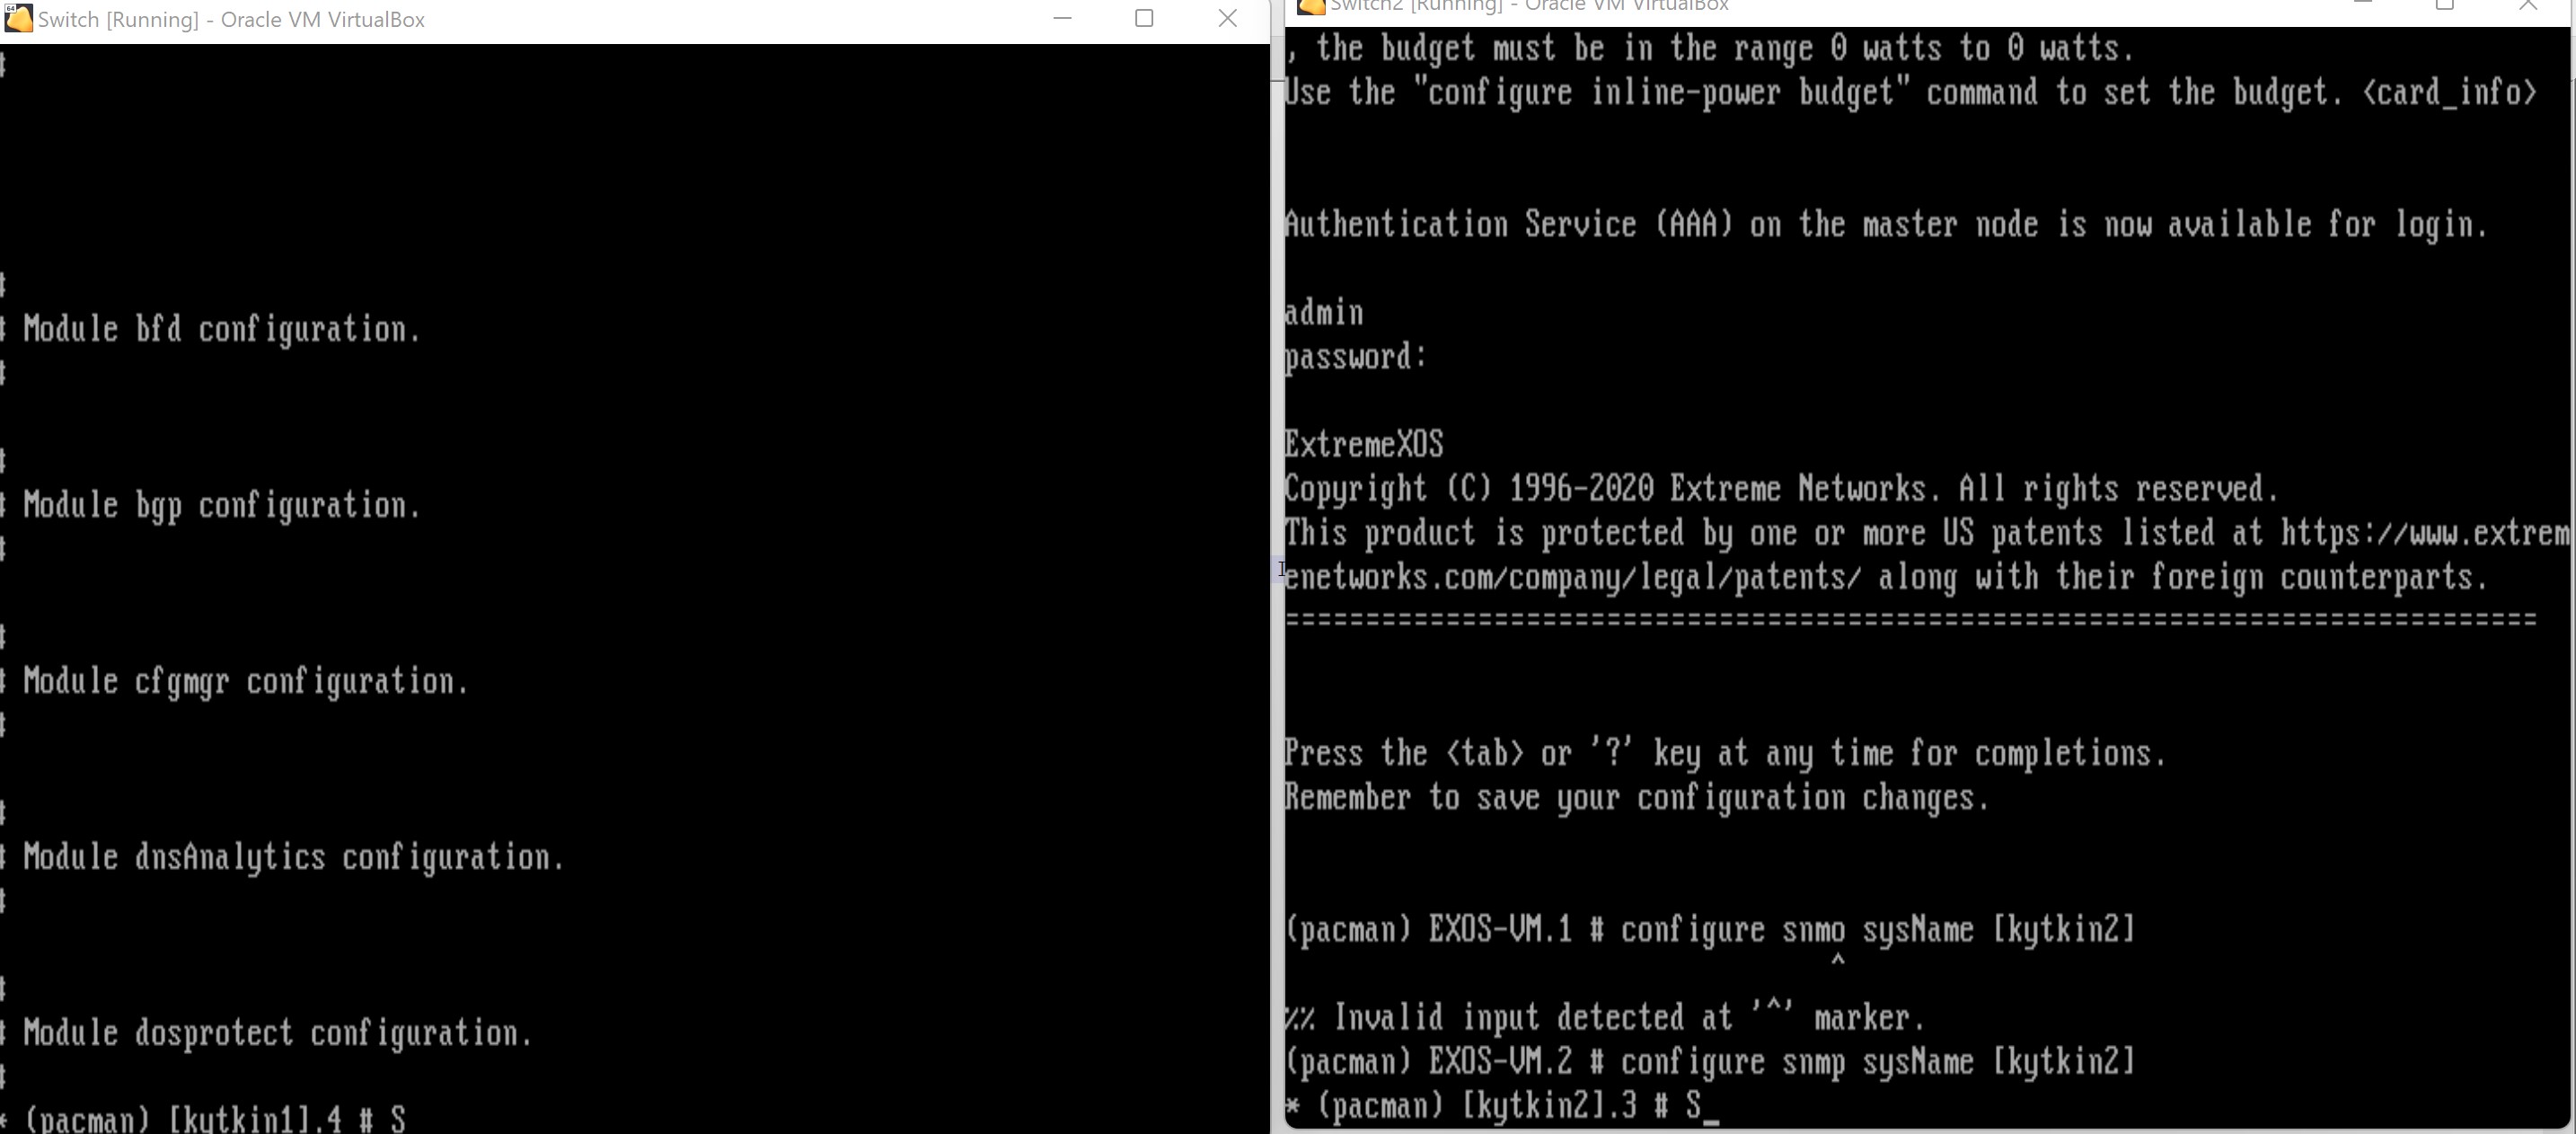 Switch [Running] - Oracle VM VirtualBox
#
#
# Module bfd configuration.
#
#
# Module bgp configuration.
#
#
# Module cfgmgr configuration.
#
#
# Module dnsAnalytics configuration.
#
#
# Module dosprotect configuration.
#
* (pacman) [kytkin1].4 # S
Switch2 [Running] - Oracle VM VirtualBox
, the budget must be in the range 0 watts to 0 watts.
Use the "configure inline-power budget" command to set the budget. <card_info>
Authentication Service (AAA) on the master node is now available for login.
admin
password:
ExtremeXOS
Copyright (C) 1996-2020 Extreme Networks. All rights reserved.
This product is protected by one or more US patents listed at https://www.extrem
enetworks.com/company/legal/patents/ along with their foreign counterparts.
==============================================================================
Press the <tab> or '?' key at any time for completions.
Remember to save your configuration changes.
(pacman) EXOS-VM.1 # configure snmo sysName [kytkin2]
^
%% Invalid input detected at '^' marker.
(pacman) EXOS-VM.2 # configure snmp sysName [kytkin2]
* (pacman) [kytkin2].3 # S_